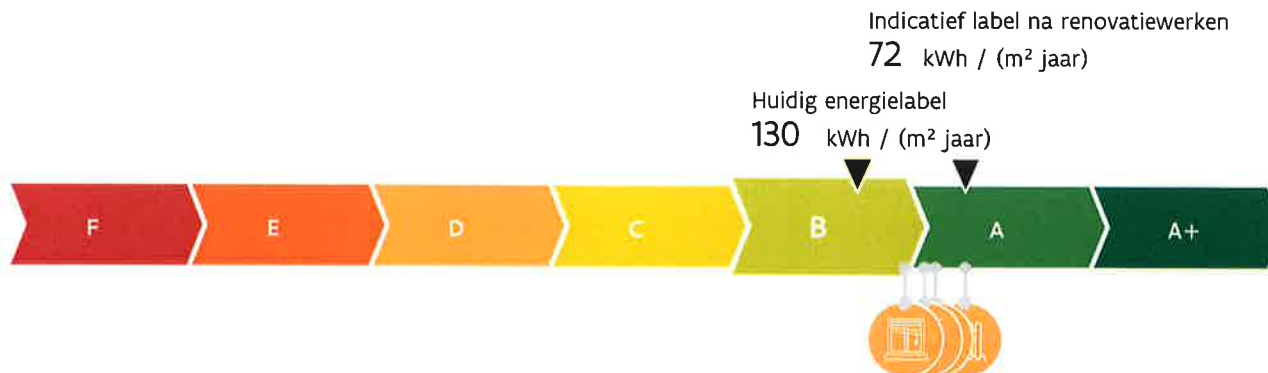 Indicatief label na renovatiewerken
72 kWh / (m² jaar)
Huidig energielabel
130 kWh / (m² jaar)
F E D C B A A+